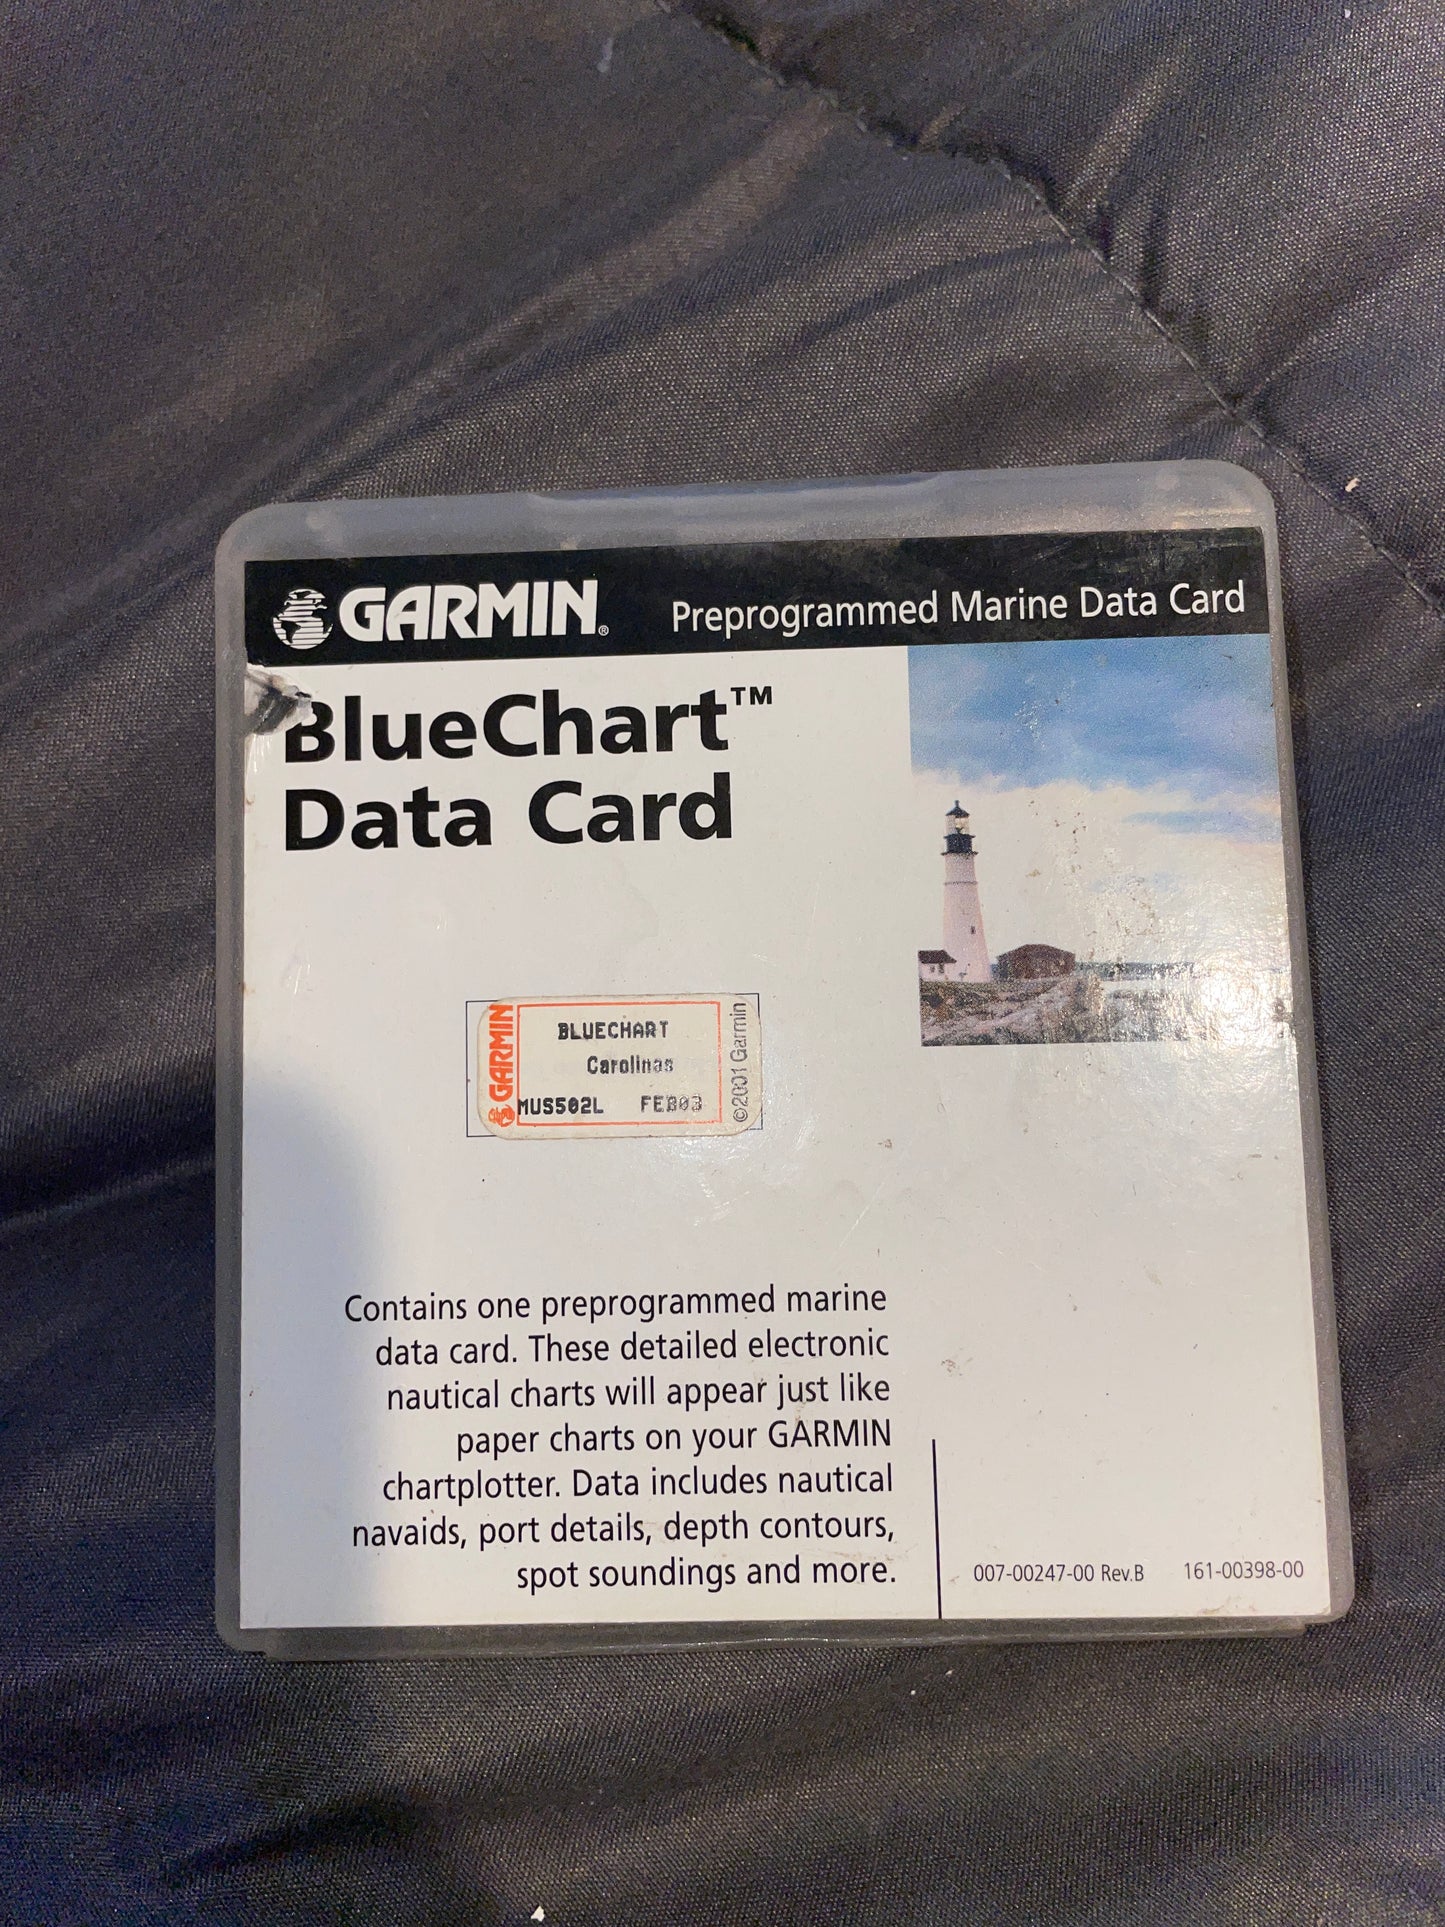 GARMIN®
Preprogrammed Marine Data Card
BlueChart™
Data Card
GARMIN
BLUECHART
Carolinas
MUS502L FEB03
©2001 Garmin
Contains one preprogrammed marine
data card. These detailed electronic
nautical charts will appear just like
paper charts on your GARMIN
chartplotter. Data includes nautical
navaids, port details, depth contours,
spot soundings and more.
007-00247-00 Rev.B 161-00398-00